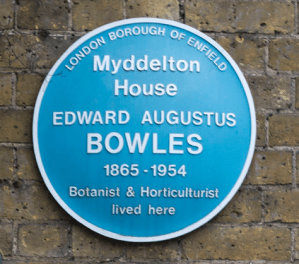 LONDON BOROUGH OF ENFIELD
Myddelton
House
EDWARD AUGUSTUS
BOWLES
1865 - 1954
Botanist & Horticulturist
lived here